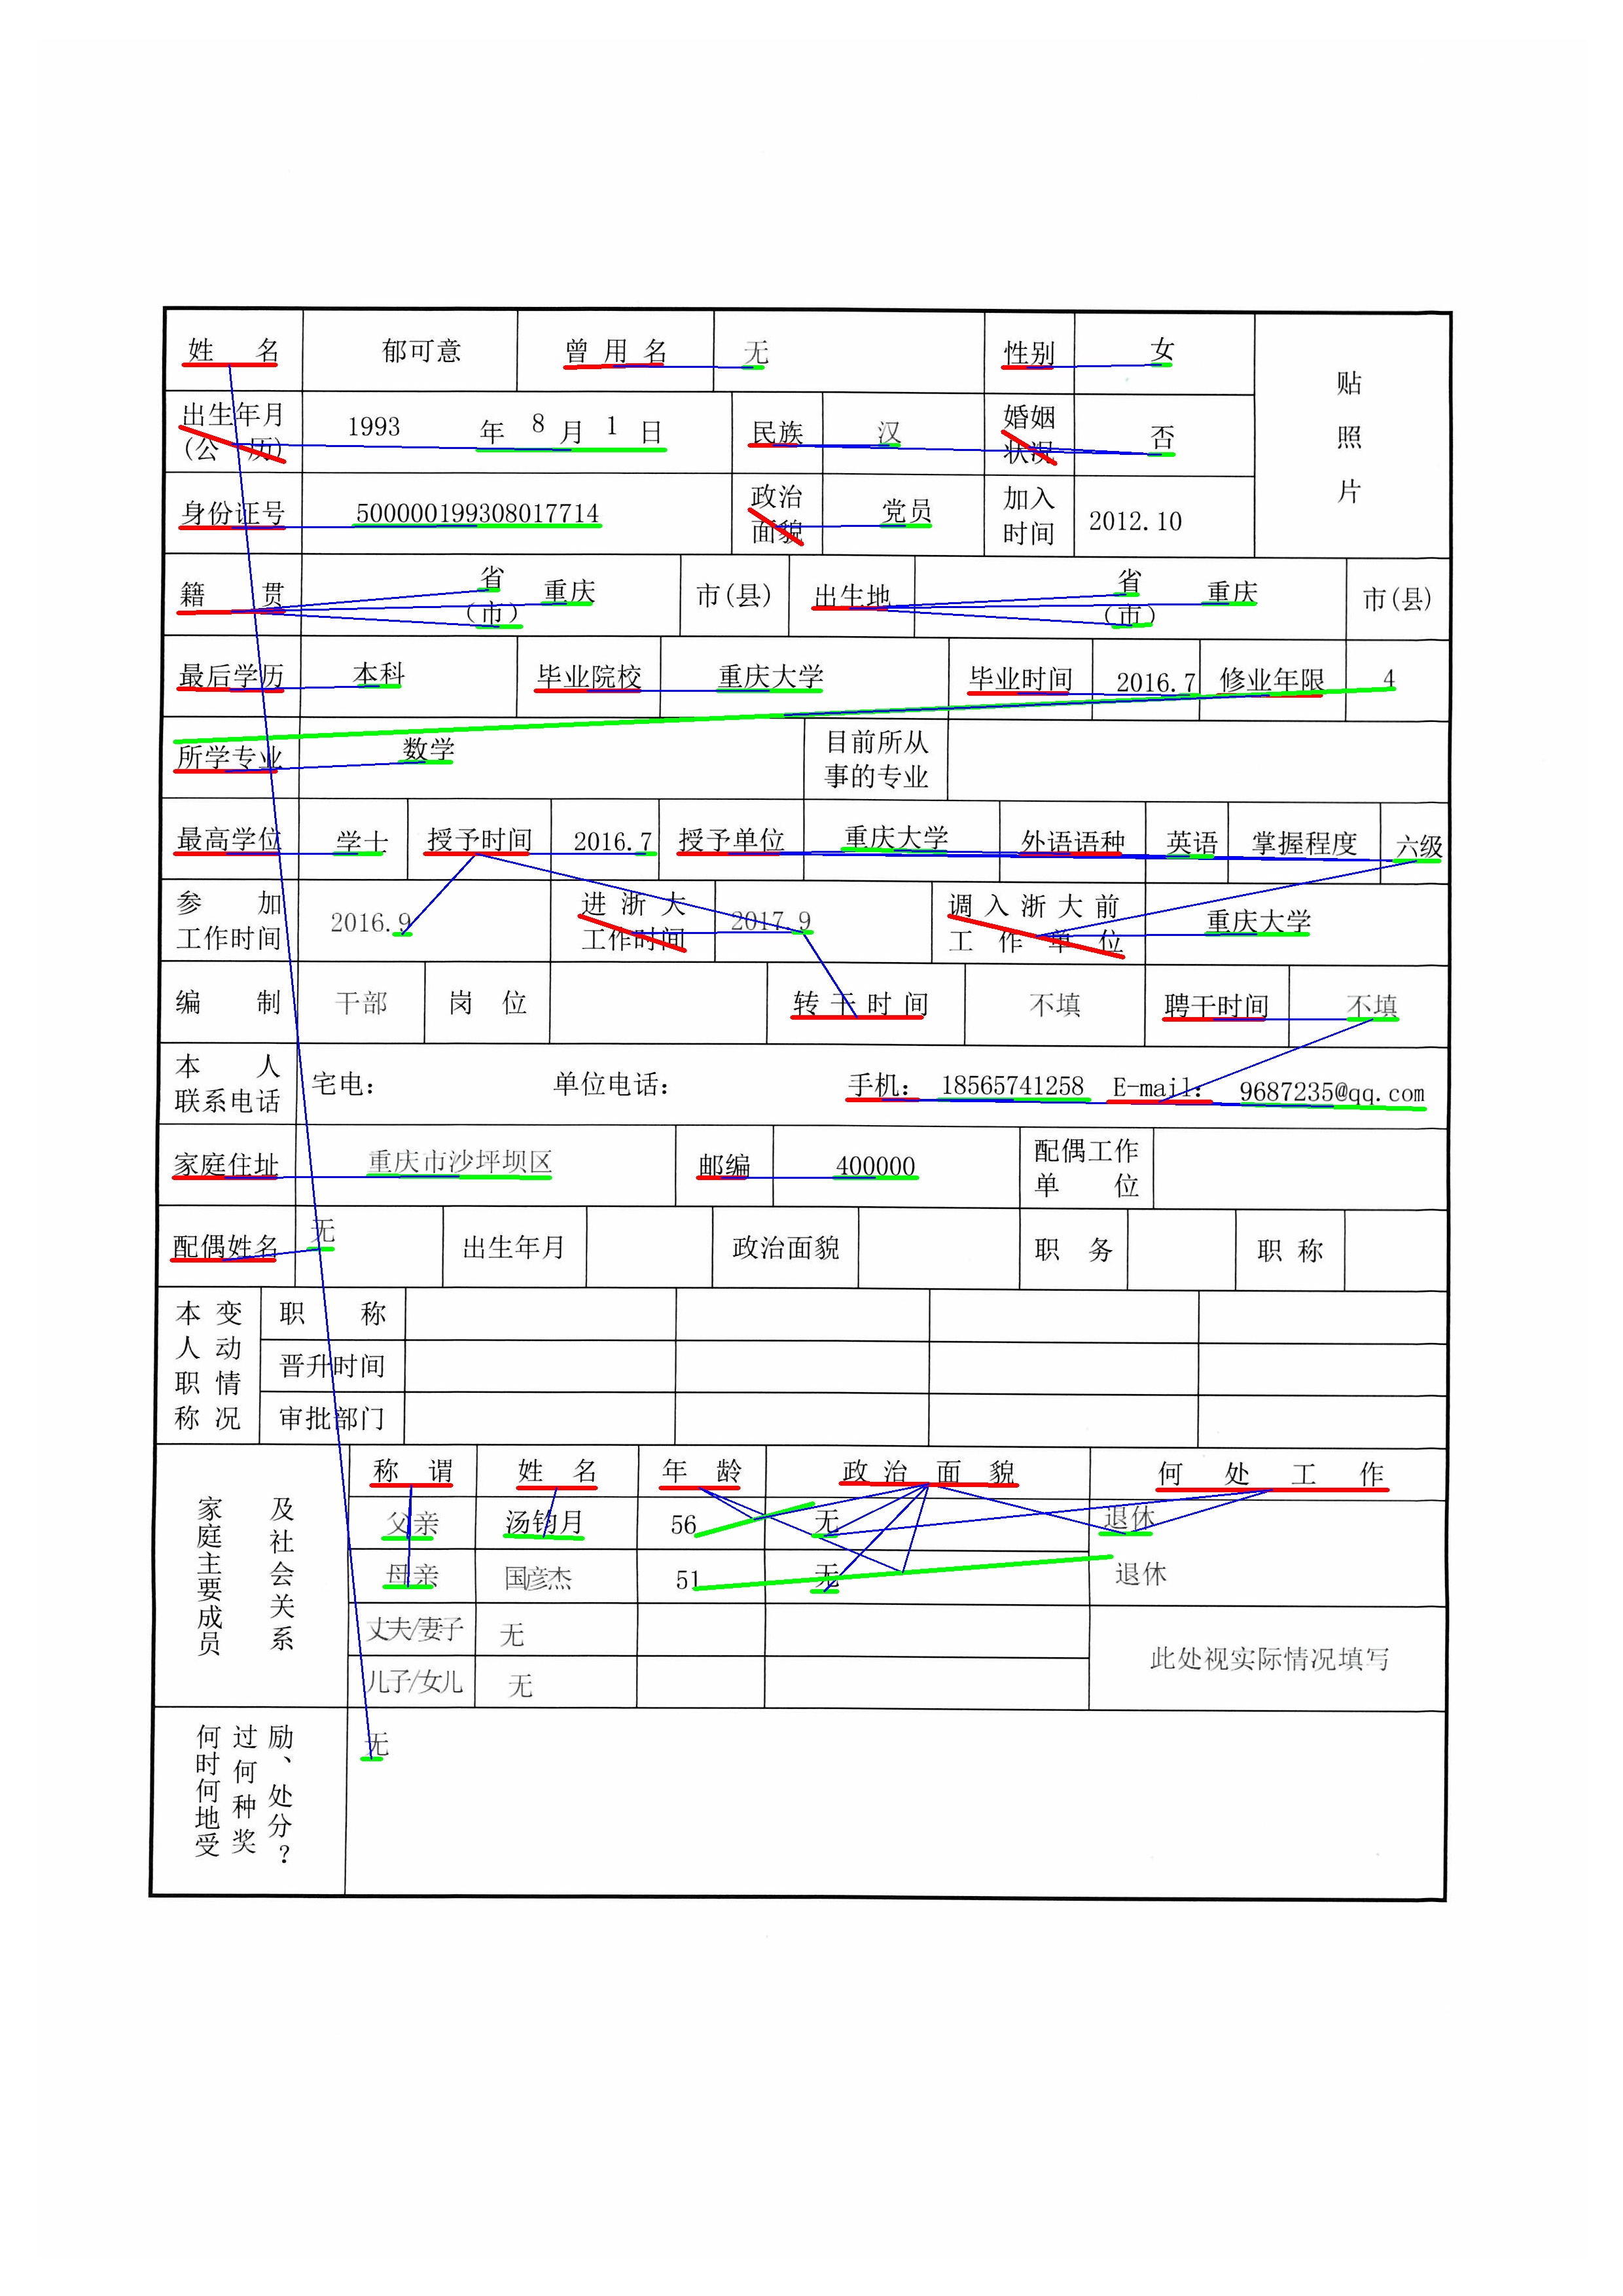 姓 名 郁可意 曾用名 无 性别 女
贴照片
出生年月(公 历) 1993 年 8 月 1 日 民族 汉 婚姻状况 否
身份证号 500000199308017714 政治面貌 党员 加入时间 2012.10
籍 贯 省(市) 重庆 市(县) 出生地 省(市) 重庆 市(县)
最后学历 本科 毕业院校 重庆大学 毕业时间 2016.7 修业年限 4
所学专业 数学 目前所从事的专业
最高学位 学士 授予时间 2016.7 授予单位 重庆大学 外语语种 英语 掌握程度 六级
参 加工作时间 2016.9 进浙大工作时间 2017.9 调入浙大前工作单位 重庆大学
编 制 干部 岗 位 转干时间 不填 聘干时间 不填
本 人联系电话 宅电： 单位电话： 手机： 18565741258 E-mail： 9687235@qq.com
家庭住址 重庆市沙坪坝区 邮编 400000 配偶工作单 位
配偶姓名 无 出生年月 政治面貌 职 务 职 称
本人职称变动情况
职 称
晋升时间
审批部门
家庭主要成员及社会关系
称 谓 姓 名 年 龄 政 治 面 貌 何 处 工 作
父亲 汤钧月 56 无 退休
母亲 国彦杰 51 无 退休
丈夫/妻子 无
此处视实际情况填写
儿子/女儿 无
何时何地受过何种奖励、处分？ 无